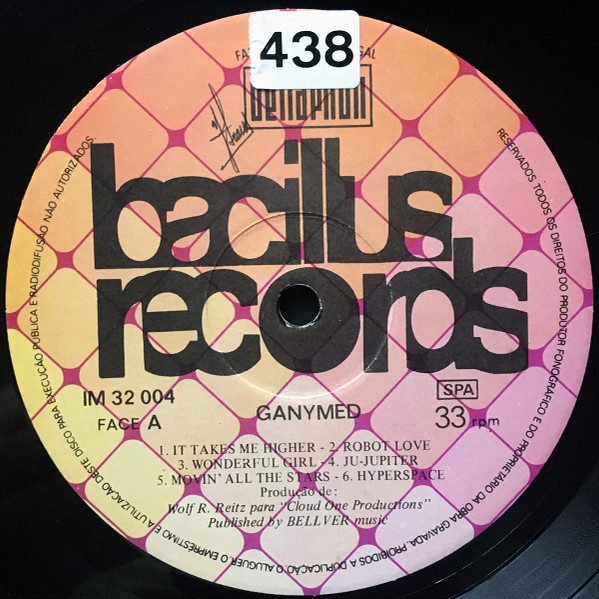 438
bellaphon
bacillus
records
IM 32 004
FACE A
GANYMED
SPA
33 rpm
1. IT TAKES ME HIGHER - 2. ROBOT LOVE
3. WONDERFUL GIRL - 4. JU-JUPITER
5. MOVIN' ALL THE STARS - 6. HYPERSPACE
Produção de:
Wolf R. Reitz para "Cloud One Productions"
Published by BELLVER music
RESERVADOS TODOS OS DIREITOS DO PRODUTOR FONOGRAFICO E DO PROPRIETARIO DA OBRA GRAVADA. PROIBIDOS A DUPLICAÇÃO O ALUGUER, O EMPRESTIMO E A UTILIZAÇÃO DESTE DISCO PARA EXECUÇÃO PUBLICA E RADIODIFUSÃO NÃO AUTORIZADOS.